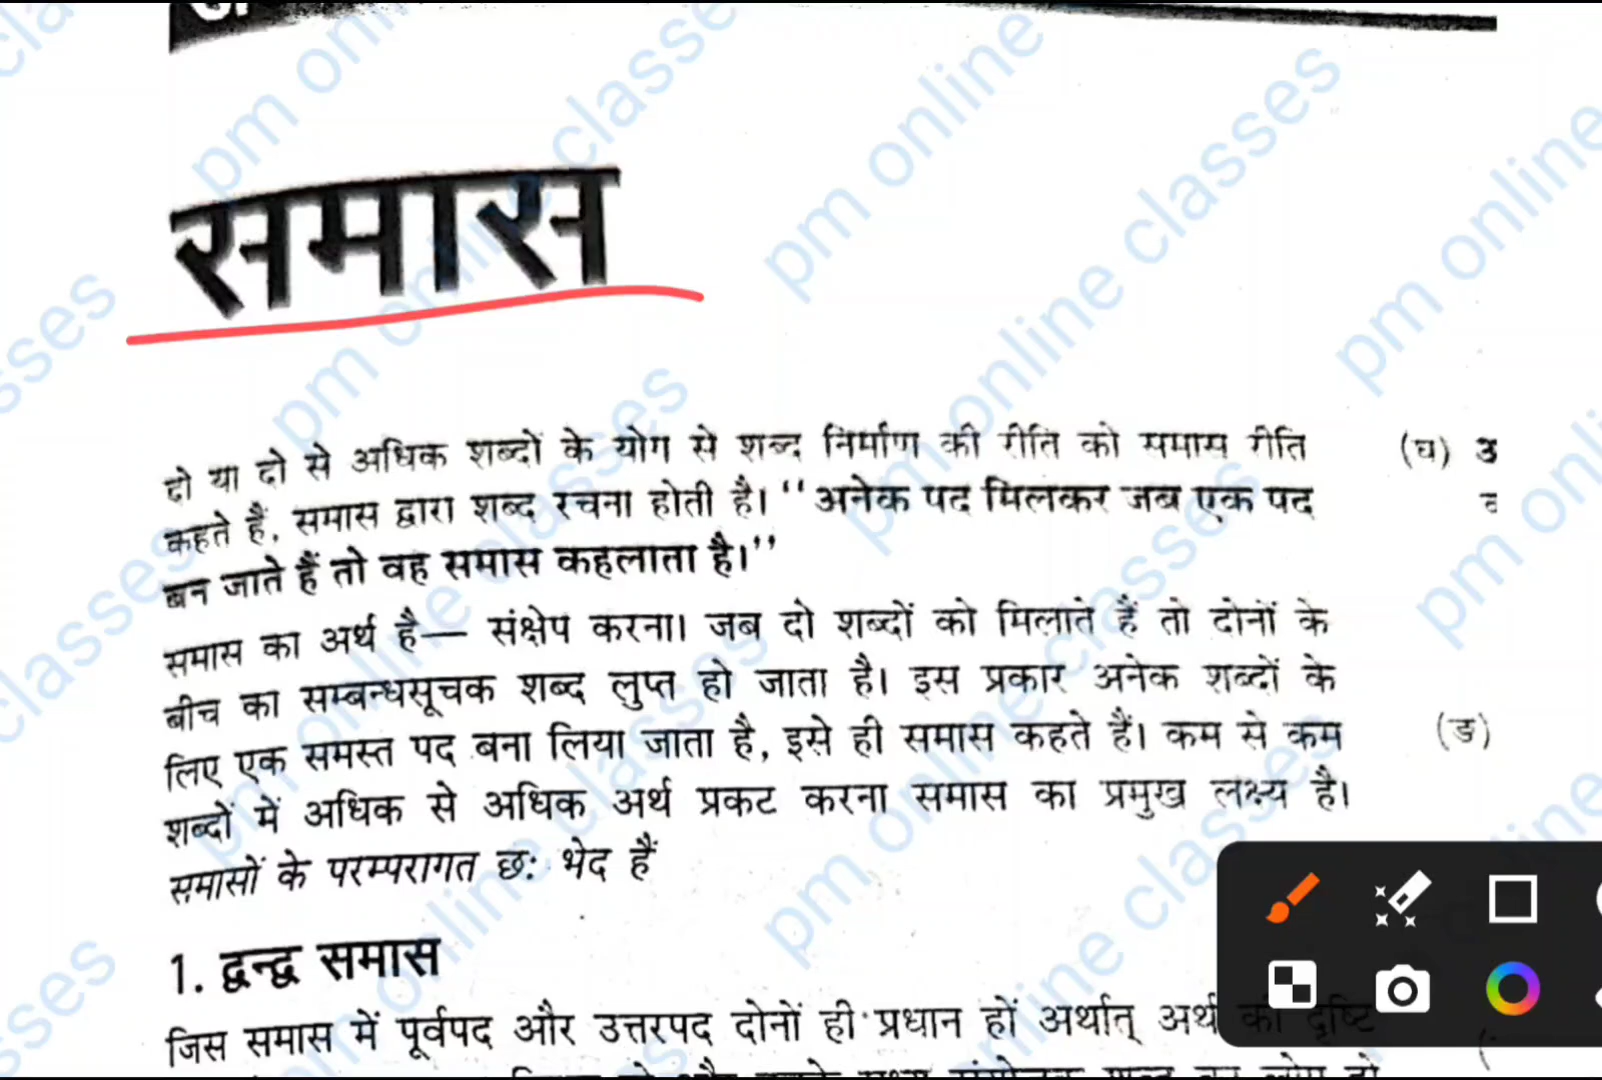 समास
दो या दो से अधिक शब्दों के योग से शब्द निर्माण की रीति को समास रीति
कहते हैं, समास द्वारा शब्द रचना होती है। "अनेक पद मिलकर जब एक पद
बन जाते हैं तो वह समास कहलाता है।"
समास का अर्थ है— संक्षेप करना। जब दो शब्दों को मिलाते हैं तो दोनों के
बीच का सम्बन्धसूचक शब्द लुप्त हो जाता है। इस प्रकार अनेक शब्दों के
लिए एक समस्त पद बना लिया जाता है, इसे ही समास कहते हैं। कम से कम
शब्दों में अधिक से अधिक अर्थ प्रकट करना समास का प्रमुख लक्ष्य है।
समासों के परम्परागत छः भेद हैं
1. द्वन्द्व समास
जिस समास में पूर्वपद और उत्तरपद दोनों ही प्रधान हों अर्थात् अर्थ की दृष्टि
(घ)
(ङ)
pm online classes